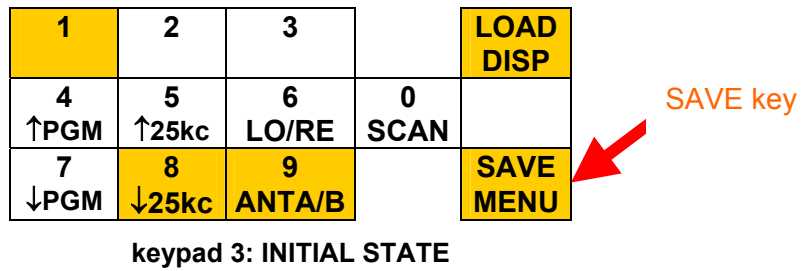 1 2 3 LOAD
DISP
4 5 6 0
↑PGM ↑25kc LO/RE SCAN
SAVE key
7 8 9 SAVE
↓PGM ↓25kc ANTA/B MENU
keypad 3: INITIAL STATE